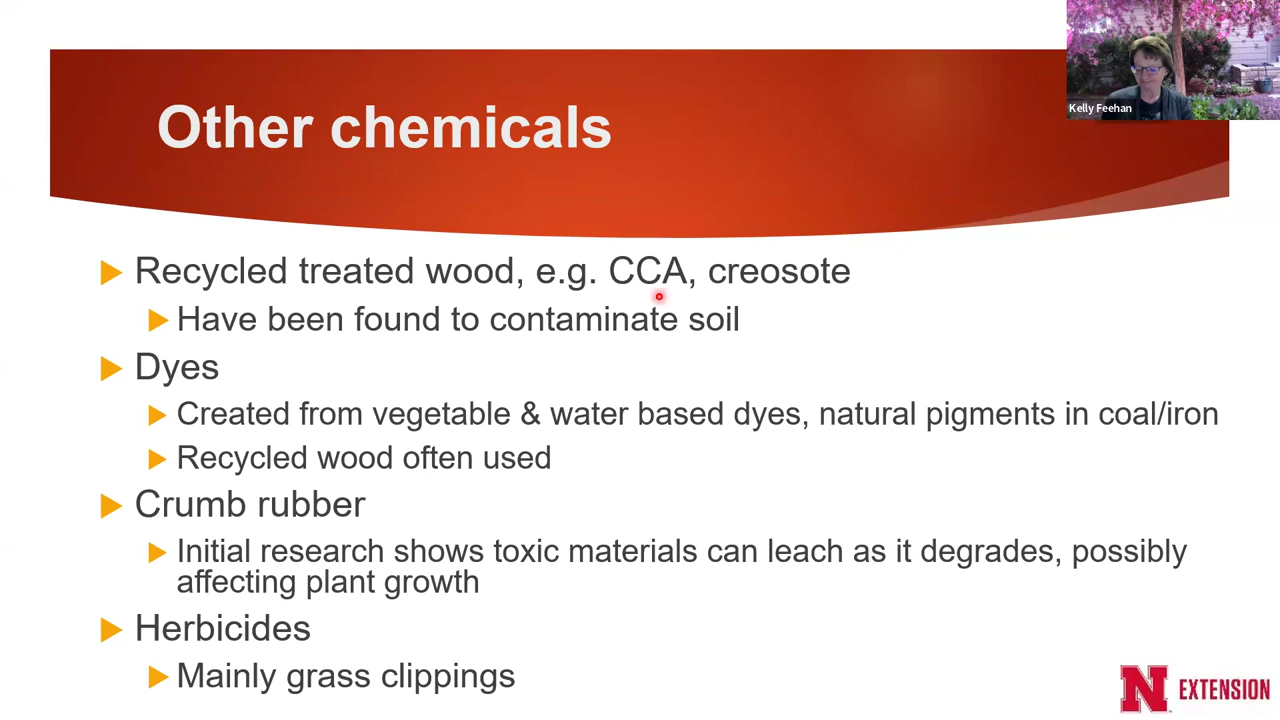 Kelly Feehan
Other chemicals
Recycled treated wood, e.g. CCA, creosote
Have been found to contaminate soil
Dyes
Created from vegetable & water based dyes, natural pigments in coal/iron
Recycled wood often used
Crumb rubber
Initial research shows toxic materials can leach as it degrades, possibly
affecting plant growth
Herbicides
Mainly grass clippings
N EXTENSION